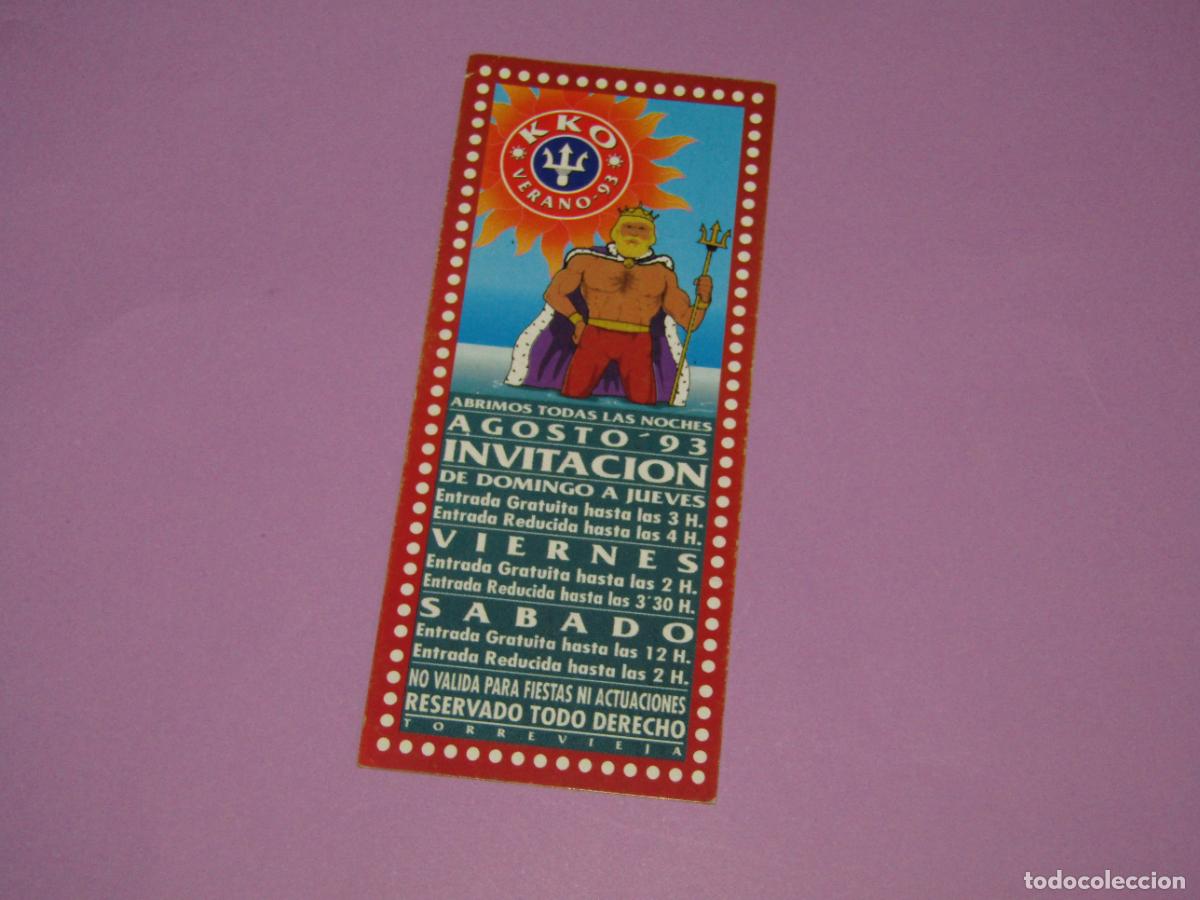 KKO
VERANO-93
ABRIMOS TODAS LAS NOCHES
AGOSTO´93
INVITACION
DE DOMINGO A JUEVES
Entrada Gratuita hasta las 3 H.
Entrada Reducida hasta las 4 H.
VIERNES
Entrada Gratuita hasta las 2 H.
Entrada Reducida hasta las 3´30 H.
SABADO
Entrada Gratuita hasta las 12 H.
Entrada Reducida hasta las 2 H.
NO VALIDA PARA FIESTAS NI ACTUACIONES
RESERVADO TODO DERECHO
TORREVIEJA
todocoleccion